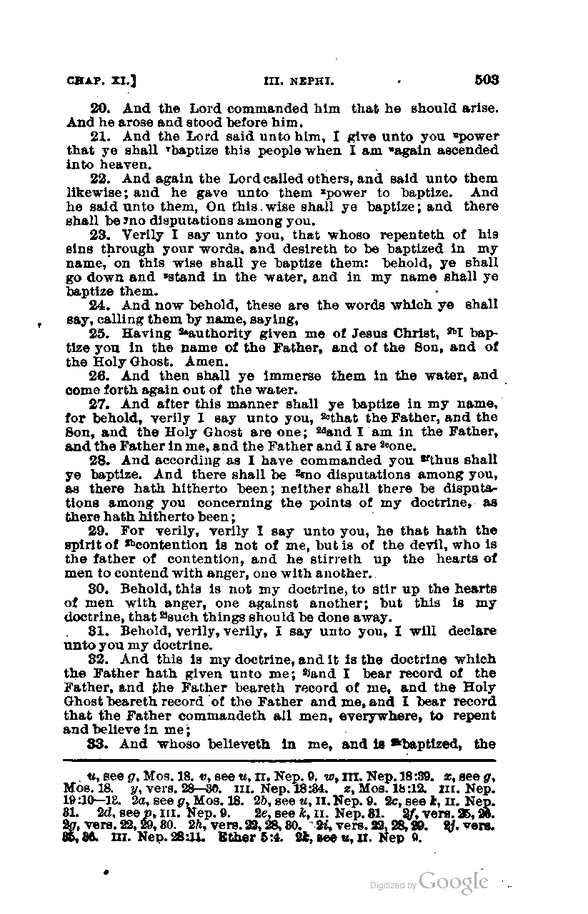 CHAP. XI.] III. NEPHI. 503
20. And the Lord commanded him that he should arise.
And he arose and stood before him.
21. And the Lord said unto him, I give unto you ᵘpower
that ye shall ᵛbaptize this people when I am ʷagain ascended
into heaven.
22. And again the Lord called others, and said unto them
likewise; and he gave unto them ˣpower to baptize. And
he said unto them, On this wise shall ye baptize; and there
shall be ʸno disputations among you.
23. Verily I say unto you, that whoso repenteth of his
sins through your words, and desireth to be baptized in my
name, on this wise shall ye baptize them: behold, ye shall
go down and ᶻstand in the water, and in my name shall ye
baptize them.
24. And now behold, these are the words which ye shall
say, calling them by name, saying,
25. Having ²ᵃauthority given me of Jesus Christ, ²ᵇI bap-
tize you in the name of the Father, and of the Son, and of
the Holy Ghost. Amen.
26. And then shall ye immerse them in the water, and
come forth again out of the water.
27. And after this manner shall ye baptize in my name,
for behold, verily I say unto you, ²ᶜthat the Father, and the
Son, and the Holy Ghost are one; ²ᵈand I am in the Father,
and the Father in me, and the Father and I are ²ᵉone.
28. And according as I have commanded you ²ᶠthus shall
ye baptize. And there shall be ²ᵍno disputations among you,
as there hath hitherto been; neither shall there be disputa-
tions among you concerning the points of my doctrine, as
there hath hitherto been;
29. For verily, verily I say unto you, he that hath the
spirit of ²ʰcontention is not of me, but is of the devil, who is
the father of contention, and he stirreth up the hearts of
men to contend with anger, one with another.
30. Behold, this is not my doctrine, to stir up the hearts
of men with anger, one against another; but this is my
doctrine, that ²ⁱsuch things should be done away.
31. Behold, verily, verily, I say unto you, I will declare
unto you my doctrine.
32. And this is my doctrine, and it is the doctrine which
the Father hath given unto me; ²ʲand I bear record of the
Father, and the Father beareth record of me, and the Holy
Ghost beareth record of the Father and me, and I bear record
that the Father commandeth all men, everywhere, to repent
and believe in me;
33. And whoso believeth in me, and is ²ᵏbaptized, the
u, see g, Mos. 18. v, see u, II. Nep. 9. w, III. Nep. 18:39. x, see g,
Mos. 18. y, vers. 28—30. III. Nep. 18:34. z, Mos. 18:12. III. Nep.
19:10—13. 2a, see g, Mos. 18. 2b, see u, II. Nep. 9. 2c, see k, II. Nep.
31. 2d, see p, III. Nep. 9. 2e, see k, II. Nep. 31. 2f, vers. 25, 26.
2g, vers. 22, 29, 30. 2h, vers. 22, 28, 30. 2i, vers. 22, 28, 29. 2j, vers.
35, 36. III. Nep. 28:11. Ether 5:4. 2k, see u, II. Nep 9.
Digitized by Google